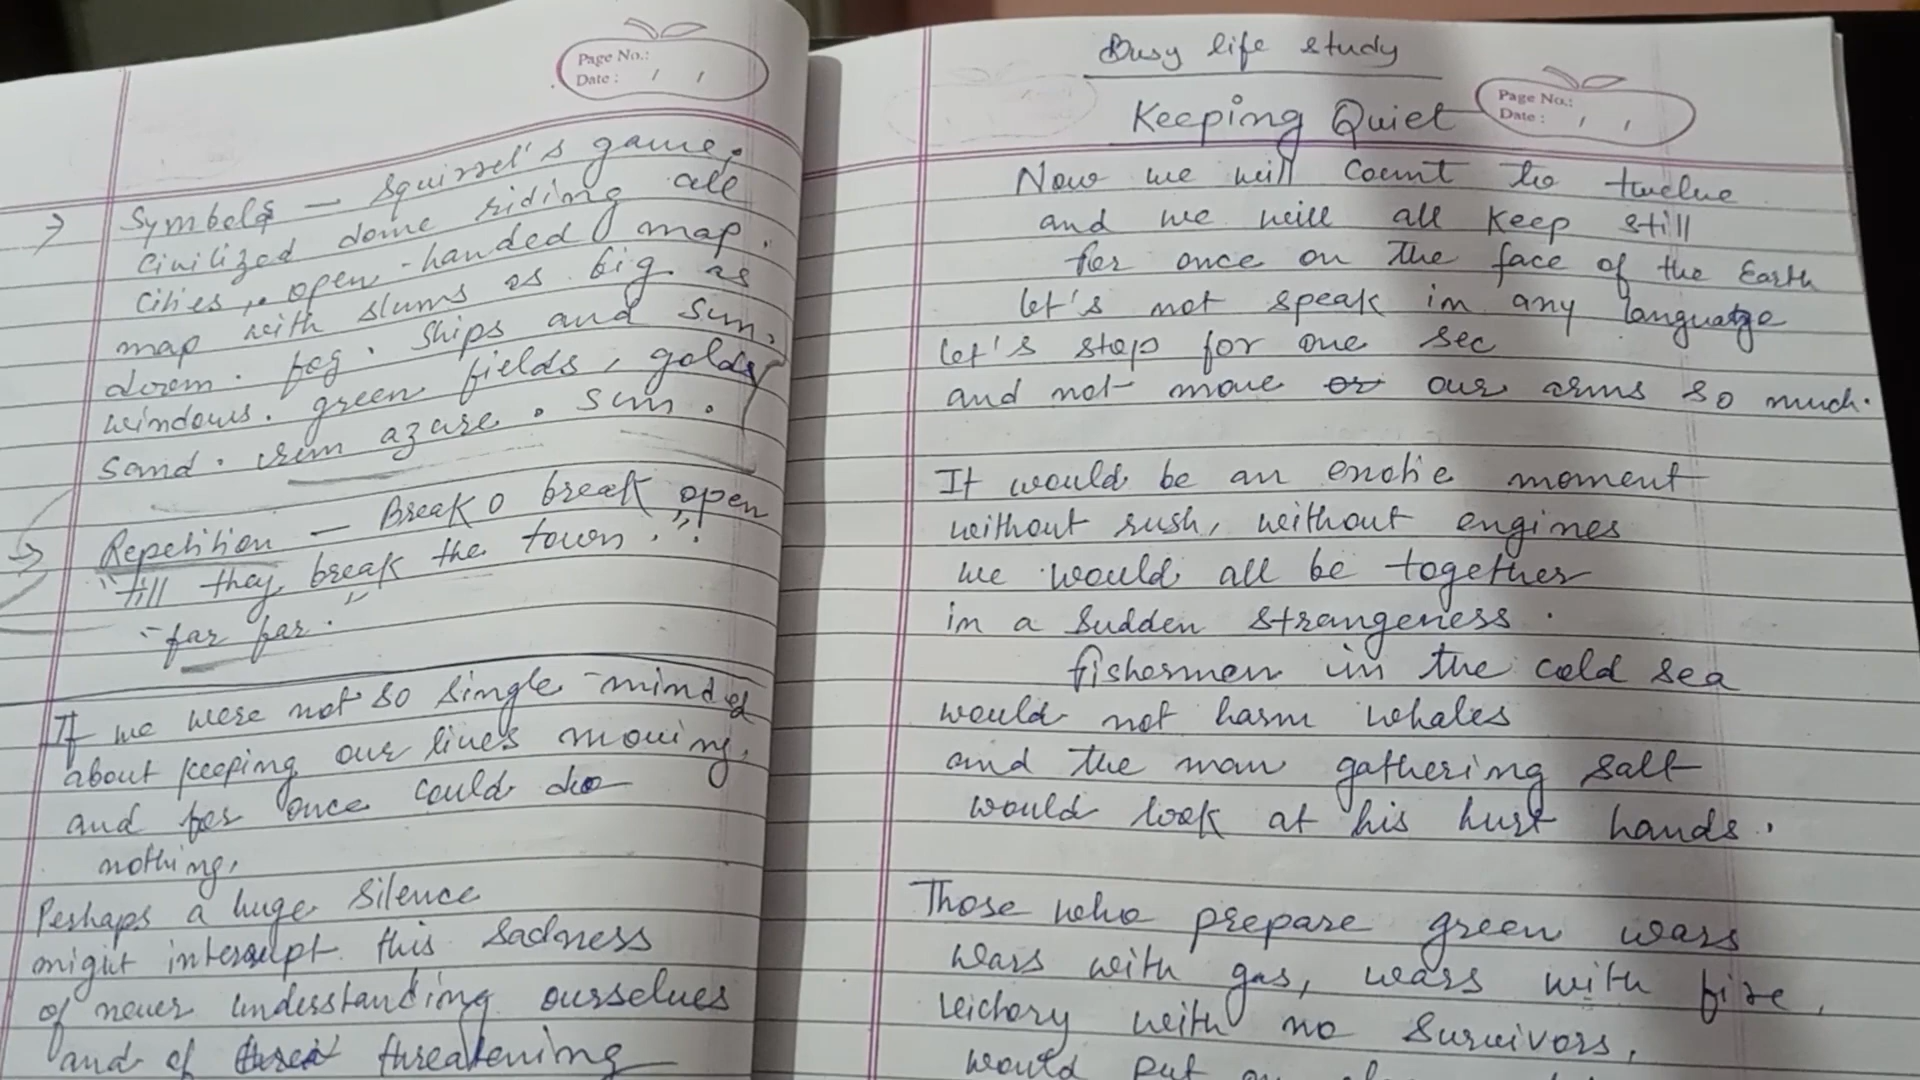 Page No.:
Date : / /
→ Symbols — Squirrel's game,
civilized dome riding all
cities, open-handed map.
map with slums as big as
doom. fog. Ships and sun,
windows. green fields, golds
sand. azure. sun.
→ Repetition — Break o break open
"till they break the town."
- far far.
If we were not so single-minded
about keeping our lives moving,
and for once could do
nothing,
Perhaps a huge silence
might interrupt this sadness
of never understanding ourselves
and of threatening
Busy life study
Keeping Quiet
Page No.:
Date : / /
Now we will count to twelve
and we will all keep still
for once on the face of the Earth
let's not speak in any language
let's stop for one sec
and not move our arms so much.
It would be an exotic moment
without rush, without engines
we would all be together
in a sudden strangeness.
fishermen in the cold sea
would not harm whales
and the man gathering salt
would look at his hurt hands.
Those who prepare green wars
wars with gas, wars with fire,
victory with no survivors,
would put on